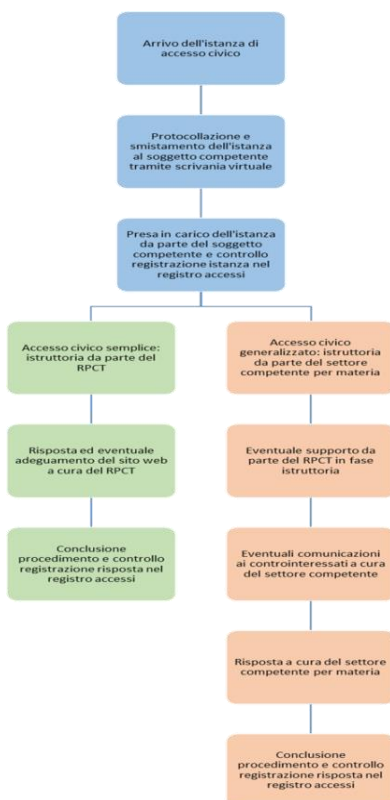 Arrivo dell'istanza di
accesso civico
Protocollazione e
smistamento dell'istanza
al soggetto competente
tramite scrivania virtuale
Presa in carico dell'istanza
da parte del soggetto
competente e controllo
registrazione istanza nel
registro accessi
Accesso civico semplice:
istruttoria da parte del
RPCT
Risposta ed eventuale
adeguamento del sito web
a cura del RPCT
Conclusione
procedimento e controllo
registrazione risposta nel
registro accessi
Accesso civico
generalizzato: istruttoria
da parte del settore
competente per materia
Eventuale supporto da
parte del RPCT in fase
istruttoria
Eventuali comunicazioni
ai controinteressati a cura
del settore competente
Risposta a cura del settore
competente per materia
Conclusione
procedimento e controllo
registrazione risposta nel
registro accessi